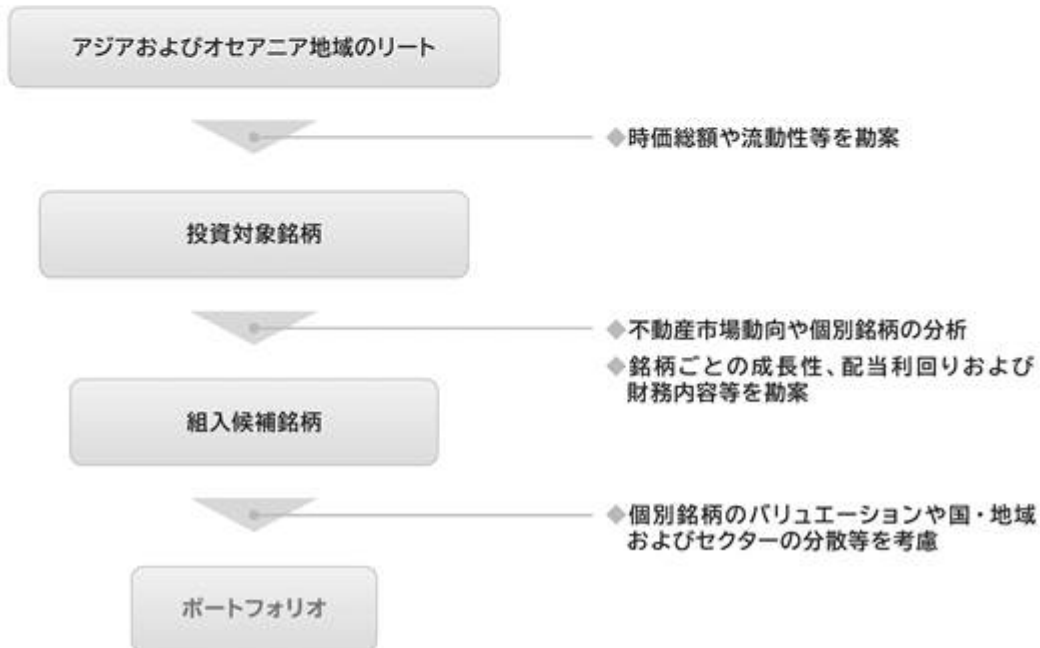 アジアおよびオセアニア地域のリート
◆時価総額や流動性等を勘案
投資対象銘柄
◆不動産市場動向や個別銘柄の分析
◆銘柄ごとの成長性、配当利回りおよび
財務内容等を勘案
組入候補銘柄
◆個別銘柄のバリュエーションや国・地域
およびセクターの分散等を考慮
ポートフォリオ